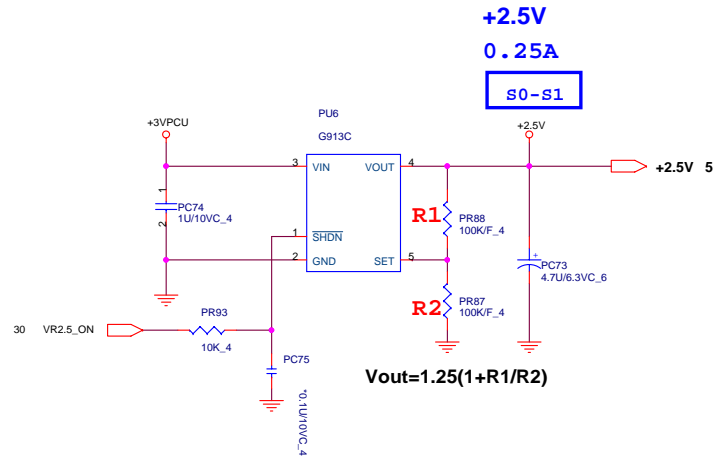 +2.5V
0.25A
S0-S1
PU6
+3VPCU
G913C
+2.5V
3
VIN
VOUT
4
+2.5V 5
1
PC74
1U/10VC_4
2
R1
PR88
100K/F_4
1
SHDN
2
GND
SET
5
PC73
4.7U/6.3VC_6
+
R2
PR87
100K/F_4
PR93
30 VR2.5_ON
10K_4
PC75
*0.1U/10VC_4
Vout=1.25(1+R1/R2)